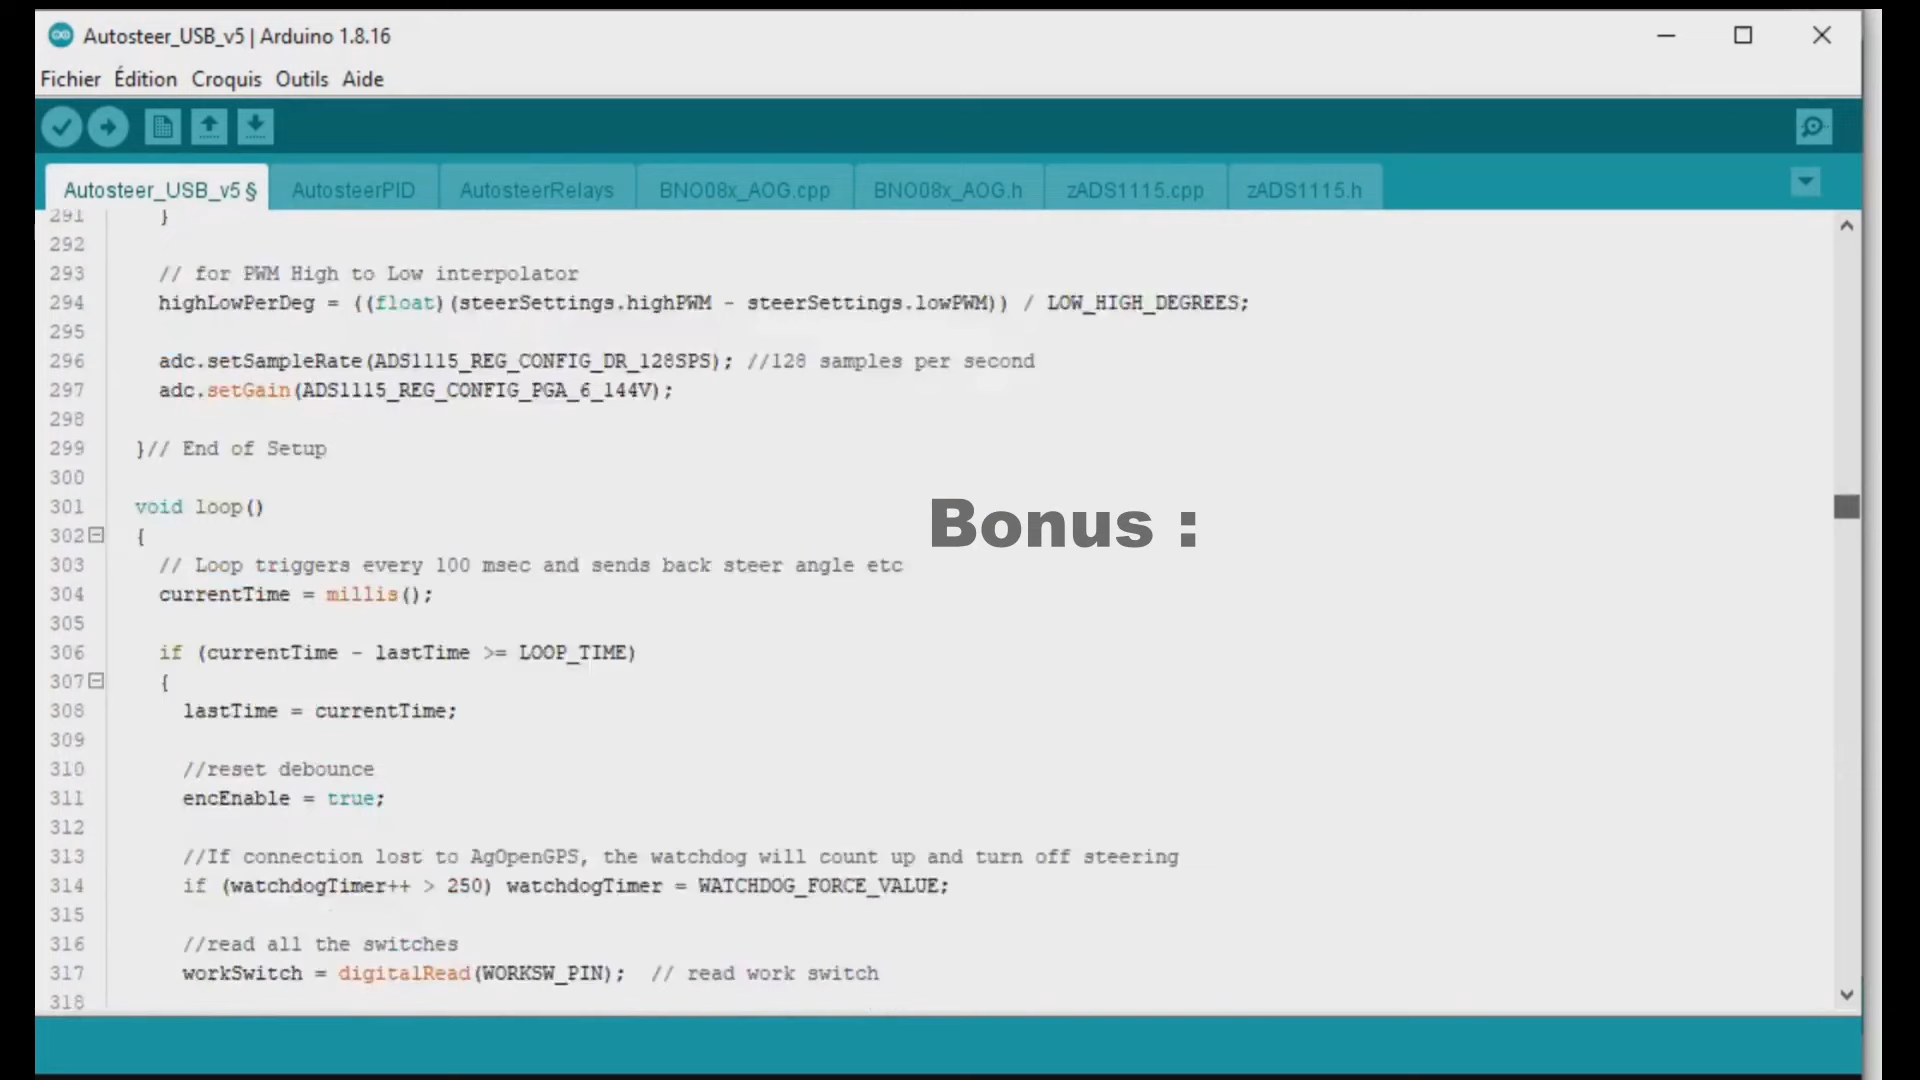 Autosteer_USB_v5 | Arduino 1.8.16
Fichier Édition Croquis Outils Aide
Autosteer_USB_v5 § AutosteerPID AutosteerRelays BNO08x_AOG.cpp BNO08x_AOG.h zADS1115.cpp zADS1115.h
291 }
292
293 // for PWM High to Low interpolator
294 highLowPerDeg = ((float)(steerSettings.highPWM - steerSettings.lowPWM)) / LOW_HIGH_DEGREES;
295
296 adc.setSampleRate(ADS1115_REG_CONFIG_DR_128SPS); //128 samples per second
297 adc.setGain(ADS1115_REG_CONFIG_PGA_6_144V);
298
299 }// End of Setup
300
301 void loop()
Bonus :
302 {
303 // Loop triggers every 100 msec and sends back steer angle etc
304 currentTime = millis();
305
306 if (currentTime - lastTime >= LOOP_TIME)
307 {
308 lastTime = currentTime;
309
310 //reset debounce
311 encEnable = true;
312
313 //If connection lost to AgOpenGPS, the watchdog will count up and turn off steering
314 if (watchdogTimer++ > 250) watchdogTimer = WATCHDOG_FORCE_VALUE;
315
316 //read all the switches
317 workSwitch = digitalRead(WORKSW_PIN); // read work switch
318